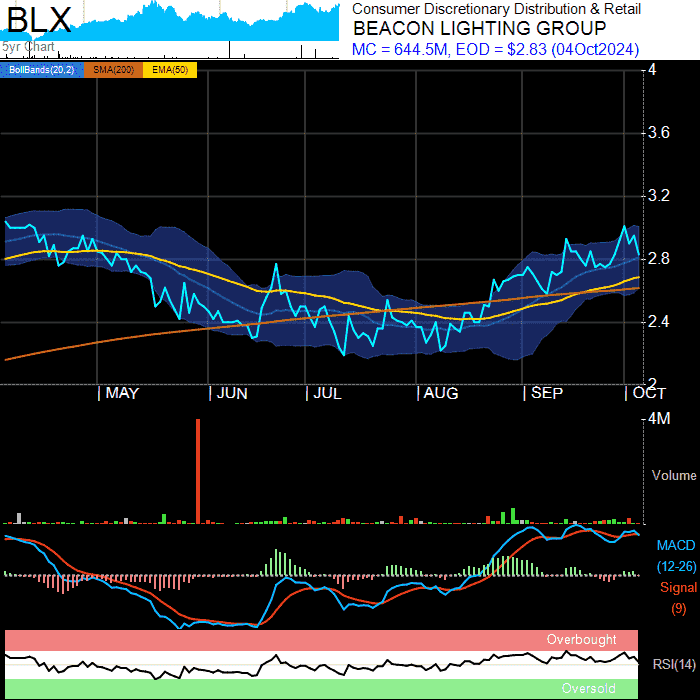 BLX
5yr Chart
Consumer Discretionary Distribution & Retail
BEACON LIGHTING GROUP
MC = 644.5M, EOD = $2.83 (04Oct2024)
BollBands(20,2) SMA(200) EMA(50)
4
3.6
3.2
2.8
2.4
2
MAY JUN JUL AUG SEP OCT
4M
Volume
MACD
(12-26)
Signal
(9)
Overbought
RSI(14)
Oversold